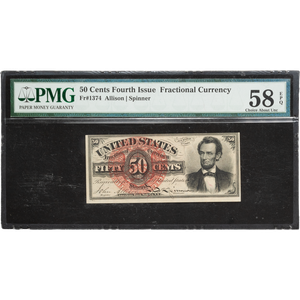 PMG
PAPER MONEY GUARANTY
50 Cents Fourth Issue Fractional Currency
Fr#1374 Allison | Spinner
58 EPQ
Choice About Unc
50
UNITED STATES
FIFTY 50 CENTS